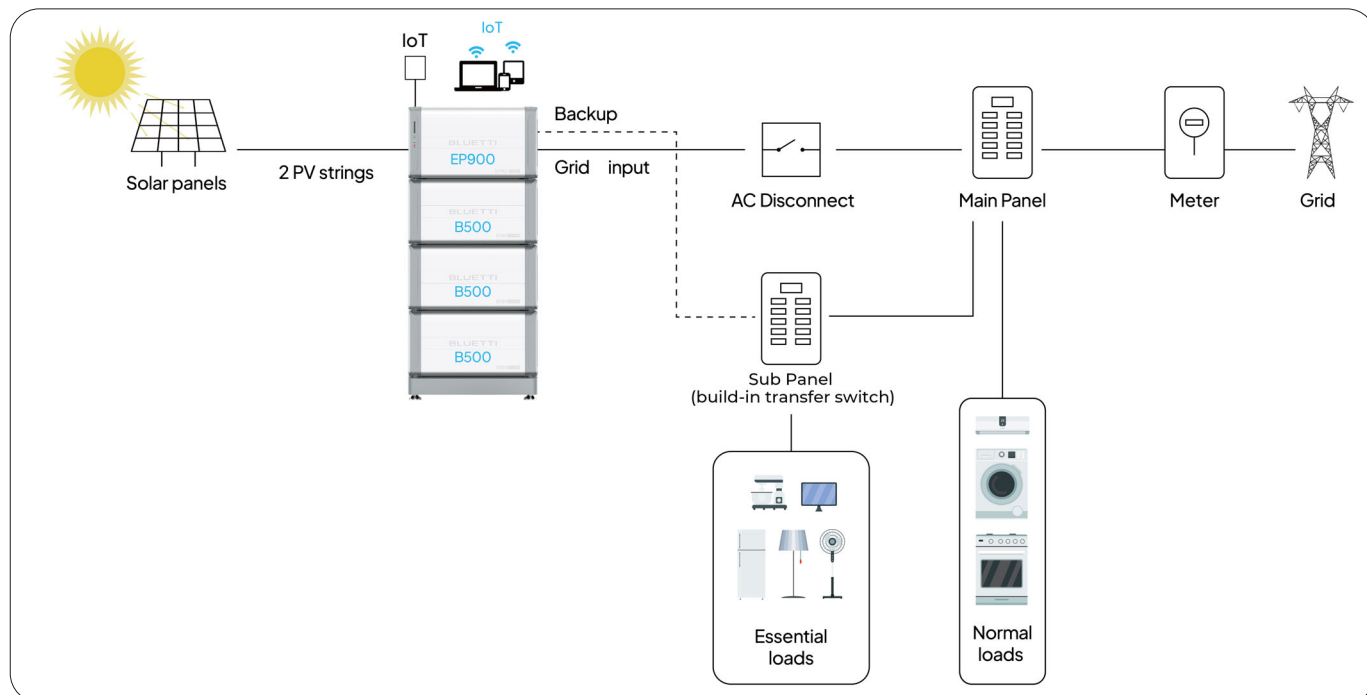 IoT
IoT
Backup
BLUETTI
EP900
Grid input
2 PV strings
Solar panels
AC Disconnect
Main Panel
Meter
Grid
BLUETTI
B500
BLUETTI
B500
BLUETTI
B500
Sub Panel
(build-in transfer switch)
Essential
loads
Normal
loads